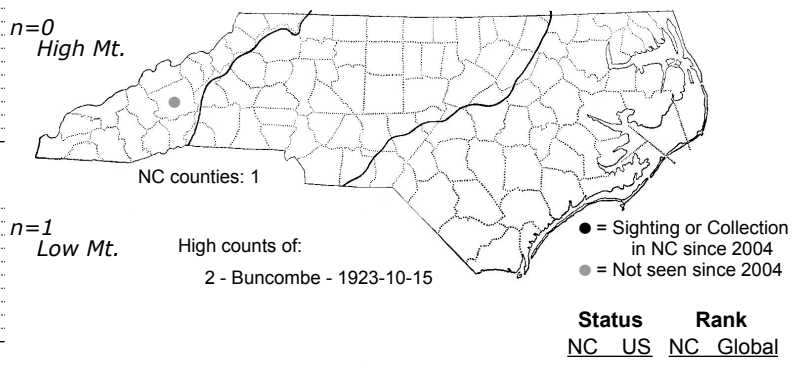 n=0
High Mt.
NC counties: 1
n=1
Low Mt.
High counts of:
2 - Buncombe - 1923-10-15
● = Sighting or Collection
in NC since 2004
● = Not seen since 2004
Status Rank
NC US NC Global